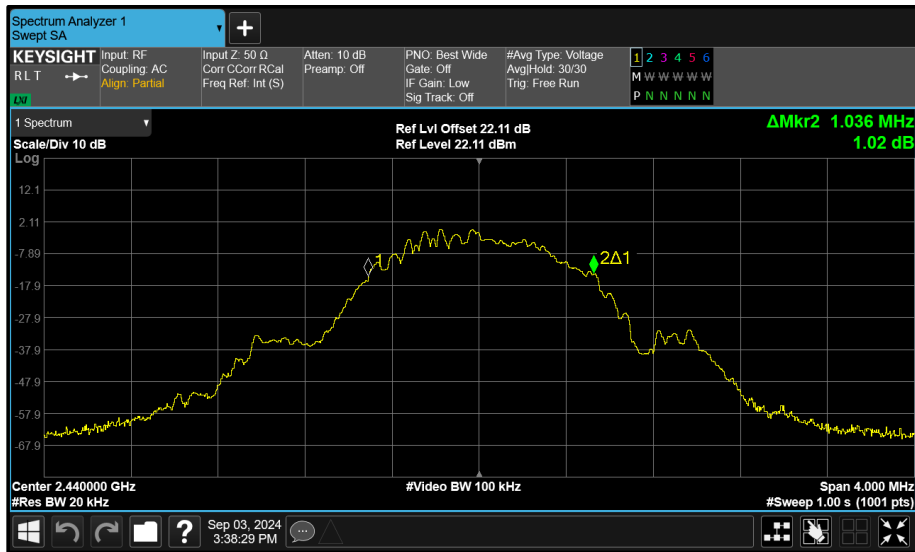 Spectrum Analyzer 1
Swept SA
KEYSIGHT
RLT
LXI
Input: RF
Coupling: AC
Align: Partial
Input Z: 50 Ω
Corr CCorr RCal
Freq Ref: Int (S)
Atten: 10 dB
Preamp: Off
PNO: Best Wide
Gate: Off
IF Gain: Low
Sig Track: Off
#Avg Type: Voltage
Avg|Hold: 30/30
Trig: Free Run
1 2 3 4 5 6
M W W W W W
P N N N N N
1 Spectrum
Scale/Div 10 dB
Ref Lvl Offset 22.11 dB
Ref Level 22.11 dBm
ΔMkr2 1.036 MHz
1.02 dB
Log
12.1
2.11
-7.89
-17.9
-27.9
-37.9
-47.9
-57.9
-67.9
1
2Δ1
Center 2.440000 GHz
#Res BW 20 kHz
#Video BW 100 kHz
Span 4.000 MHz
#Sweep 1.00 s (1001 pts)
?
Sep 03, 2024
3:38:29 PM